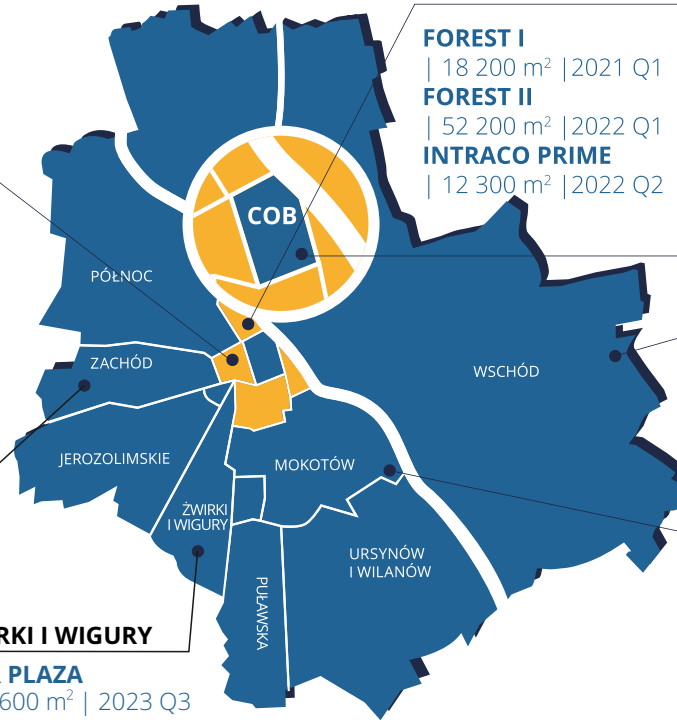 FOREST I
| 18 200 m² |2021 Q1
FOREST II
| 52 200 m² |2022 Q1
INTRACO PRIME
| 12 300 m² |2022 Q2
COB
PÓŁNOC
ZACHÓD
WSCHÓD
JEROZOLIMSKIE
MOKOTÓW
ŻWIRKI
I WIGURY
URSYNÓW
I WILANÓW
PUŁAWSKA
RKI I WIGURY
PLAZA
600 m² | 2023 Q3